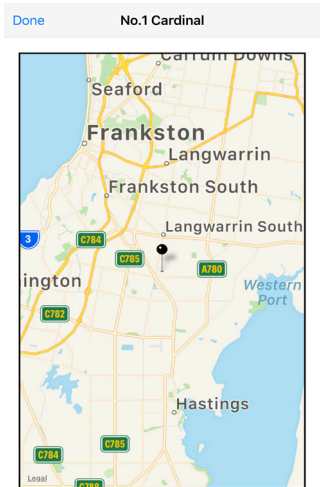 Done
No.1 Cardinal
Carrum Downs
Seaford
Frankston
Langwarrin
Frankston South
Langwarrin South
3
C784
C785
A780
ington
Western
Port
C782
Hastings
C785
C784
Legal
C788